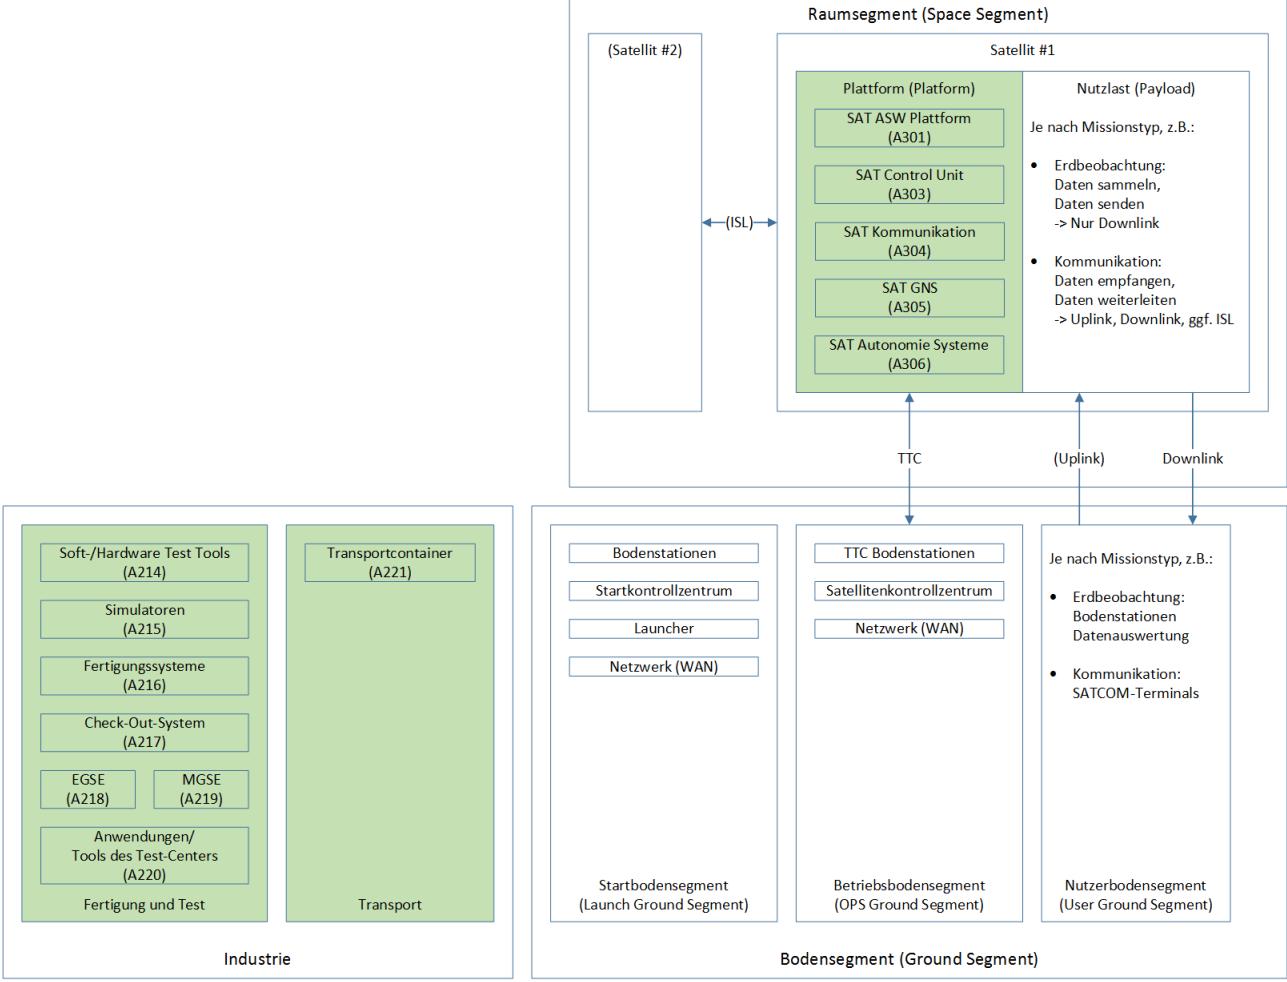 Raumsegment (Space Segment)
(Satellit #2)
(ISL)
Satellit #1
Plattform (Platform)
SAT ASW Plattform
(A301)
SAT Control Unit
(A303)
SAT Kommunikation
(A304)
SAT GNS
(A305)
SAT Autonomie Systeme
(A306)
Nutzlast (Payload)
Je nach Missionstyp, z.B.:
• Erdbeobachtung:
Daten sammeln,
Daten senden
-> Nur Downlink
• Kommunikation:
Daten empfangen,
Daten weiterleiten
-> Uplink, Downlink, ggf. ISL
TTC
(Uplink)
Downlink
Soft-/Hardware Test Tools
(A214)
Simulatoren
(A215)
Fertigungssysteme
(A216)
Check-Out-System
(A217)
EGSE
(A218)
MGSE
(A219)
Anwendungen/
Tools des Test-Centers
(A220)
Fertigung und Test
Transportcontainer
(A221)
Transport
Industrie
Bodenstationen
Startkontrollzentrum
Launcher
Netzwerk (WAN)
Startbodensegment
(Launch Ground Segment)
TTC Bodenstationen
Satellitenkontrollzentrum
Netzwerk (WAN)
Betriebsbodensegment
(OPS Ground Segment)
Je nach Missionstyp, z.B.:
• Erdbeobachtung:
Bodenstationen
Datenauswertung
• Kommunikation:
SATCOM-Terminals
Nutzerbodensegment
(User Ground Segment)
Bodensegment (Ground Segment)